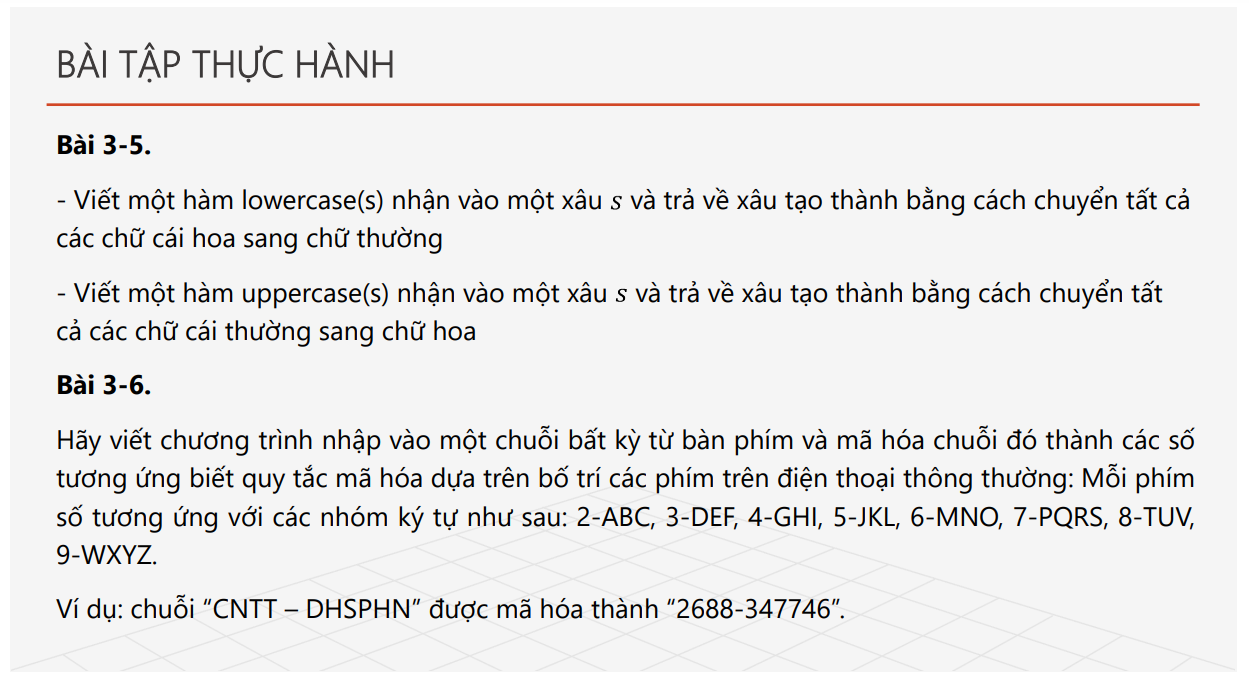 BÀI TẬP THỰC HÀNH
Bài 3-5.
- Viết một hàm lowercase(s) nhận vào một xâu s và trả về xâu tạo thành bằng cách chuyển tất cả
các chữ cái hoa sang chữ thường
- Viết một hàm uppercase(s) nhận vào một xâu s và trả về xâu tạo thành bằng cách chuyển tất
cả các chữ cái thường sang chữ hoa
Bài 3-6.
Hãy viết chương trình nhập vào một chuỗi bất kỳ từ bàn phím và mã hóa chuỗi đó thành các số
tương ứng biết quy tắc mã hóa dựa trên bố trí các phím trên điện thoại thông thường: Mỗi phím
số tương ứng với các nhóm ký tự như sau: 2-ABC, 3-DEF, 4-GHI, 5-JKL, 6-MNO, 7-PQRS, 8-TUV,
9-WXYZ.
Ví dụ: chuỗi “CNTT – DHSPHN” được mã hóa thành “2688-347746”.